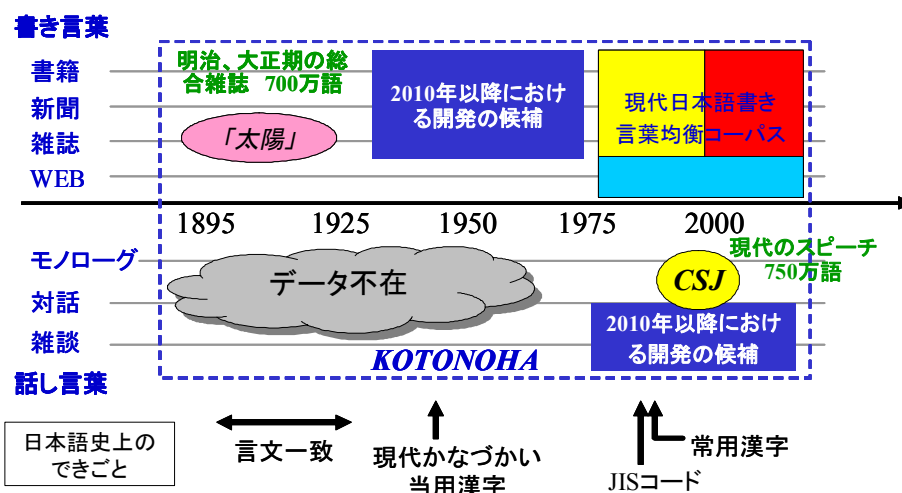 書き言葉
書籍
新聞
雑誌
WEB
明治、大正期の総
合雑誌 700万語
「太陽」
2010年以降におけ
る開発の候補
現代日本語書き
言葉均衡コーパス
1895 1925 1950 1975 2000
モノローグ
対話
雑談
話し言葉
データ不在
現代のスピーチ
750万語
CSJ
2010年以降におけ
る開発の候補
KOTONOHA
日本語史上の
できごと
言文一致
現代かなづかい
当用漢字
JISコード
常用漢字